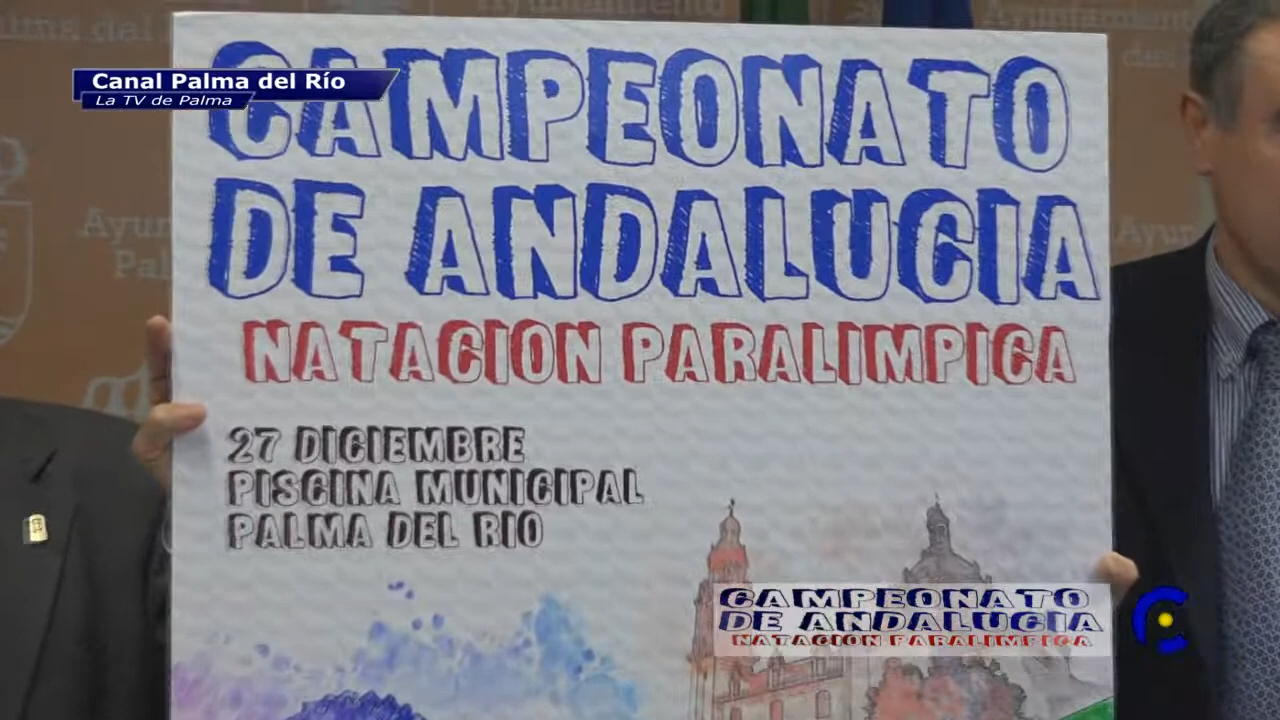 Ayuntamiento
Canal Palma del Río
La TV de Palma
CAMPEONATO
DE ANDALUCIA
NATACION PARALIMPICA
27 DICIEMBRE
PISCINA MUNICIPAL
PALMA DEL RIO
CAMPEONATO
DE ANDALUCIA
NATACION PARALIMPICA